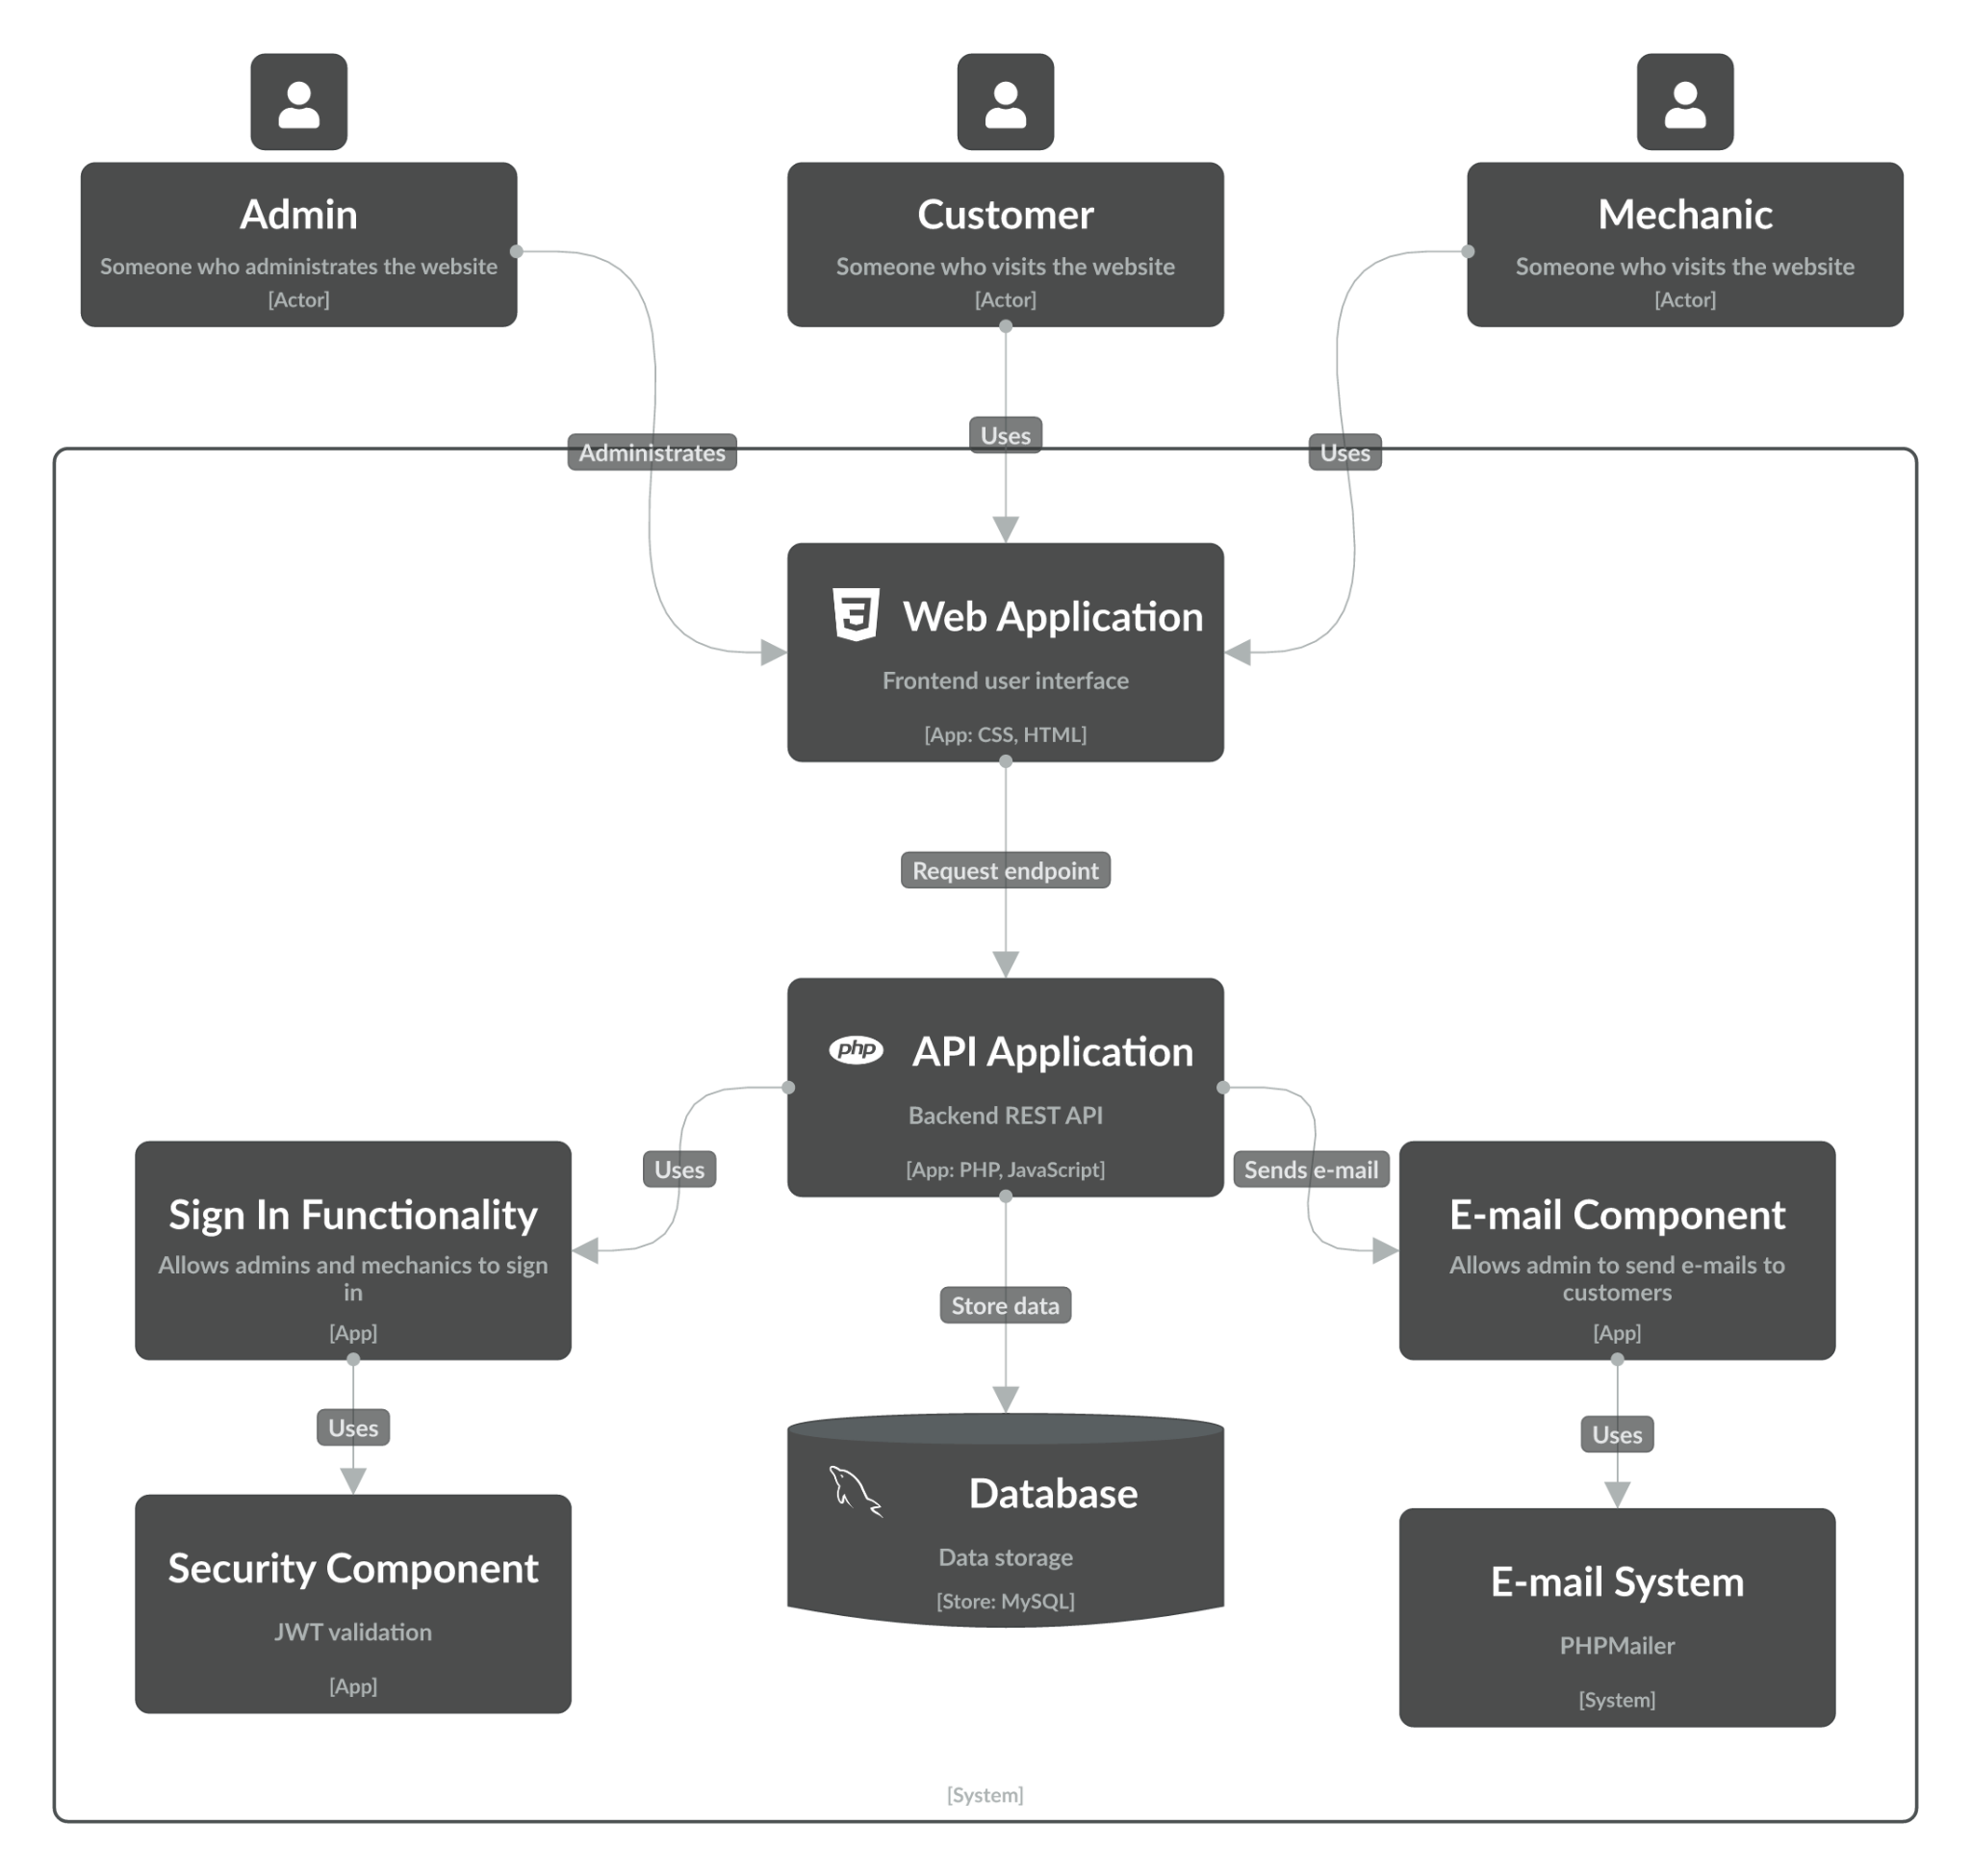 Admin
Someone who administrates the website
[Actor]
Customer
Someone who visits the website
[Actor]
Mechanic
Someone who visits the website
[Actor]
Administrates
Uses
Uses
Web Application
Frontend user interface
[App: CSS, HTML]
Request endpoint
php
API Application
Backend REST API
[App: PHP, JavaScript]
Uses
Sends e-mail
Sign In Functionality
Allows admins and mechanics to sign
in
[App]
E-mail Component
Allows admin to send e-mails to
customers
[App]
Store data
Uses
Uses
Security Component
JWT validation
[App]
Database
Data storage
[Store: MySQL]
E-mail System
PHPMailer
[System]
[System]